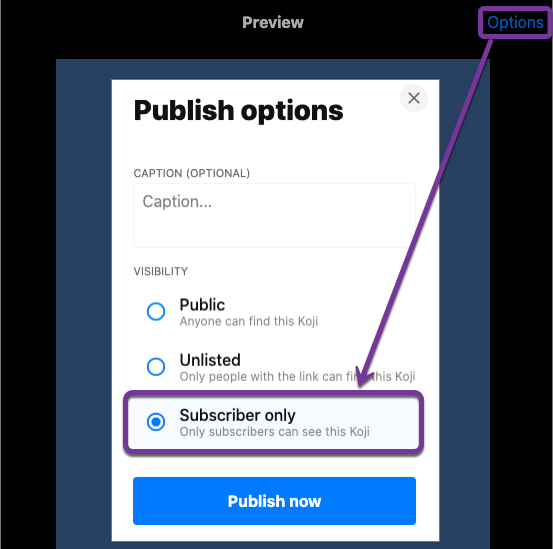 Preview
Options
Publish options
CAPTION (OPTIONAL)
Caption...
VISIBILITY
Public
Anyone can find this Koji
Unlisted
Only people with the link can find this Koji
Subscriber only
Only subscribers can see this Koji
Publish now